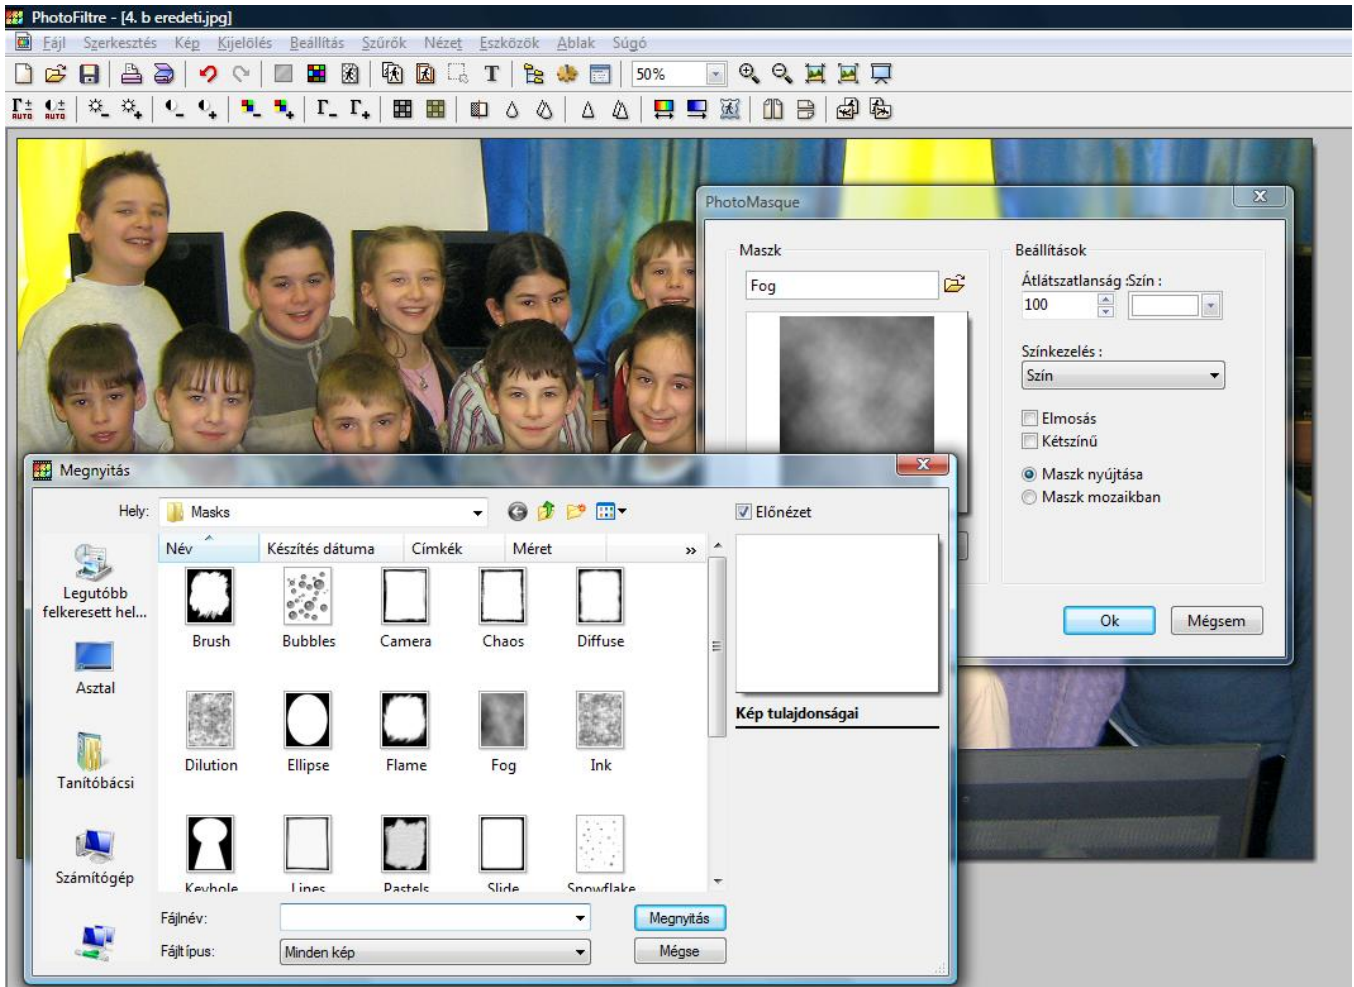 PhotoFiltre - [4. b eredeti.jpg]
Fájl Szerkesztés Kép Kijelölés Beállítás Szűrők Nézet Eszközök Ablak Súgó
T 50%
AUTO AUTO
PhotoMasque
Maszk
Fog
Beállítások
Átlátszatlanság :Szín :
100
Színkezelés :
Szín
Elmosás
Kétszínű
Maszk nyújtása
Maszk mozaikban
Ok Mégsem
Megnyitás
Hely: Masks
Előnézet
Név Készítés dátuma Címkék Méret »
Legutóbb
felkeresett hel...
Asztal
Tanítóbácsi
Számítógép
Brush Bubbles Camera Chaos Diffuse
Dilution Ellipse Flame Fog Ink
Keyhole Lines Pastels Slide Snowflake
Kép tulajdonságai
Fájlnév: Megnyitás
Fájltípus: Minden kép Mégse